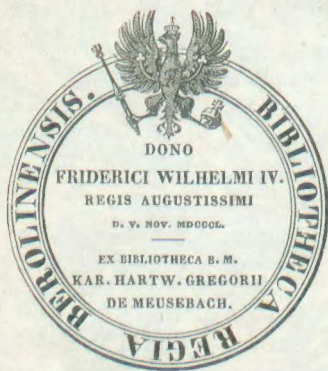 BIBLIOTHECA REGIA BEROLINENSIS.
DONO
FRIDERICI WILHELMI IV.
REGIS AUGUSTISSIMI
D. V. NOV. MDCCCL.
EX BIBLIOTHECA B. M.
KAR. HARTW. GREGORII
DE MEUSEBACH.